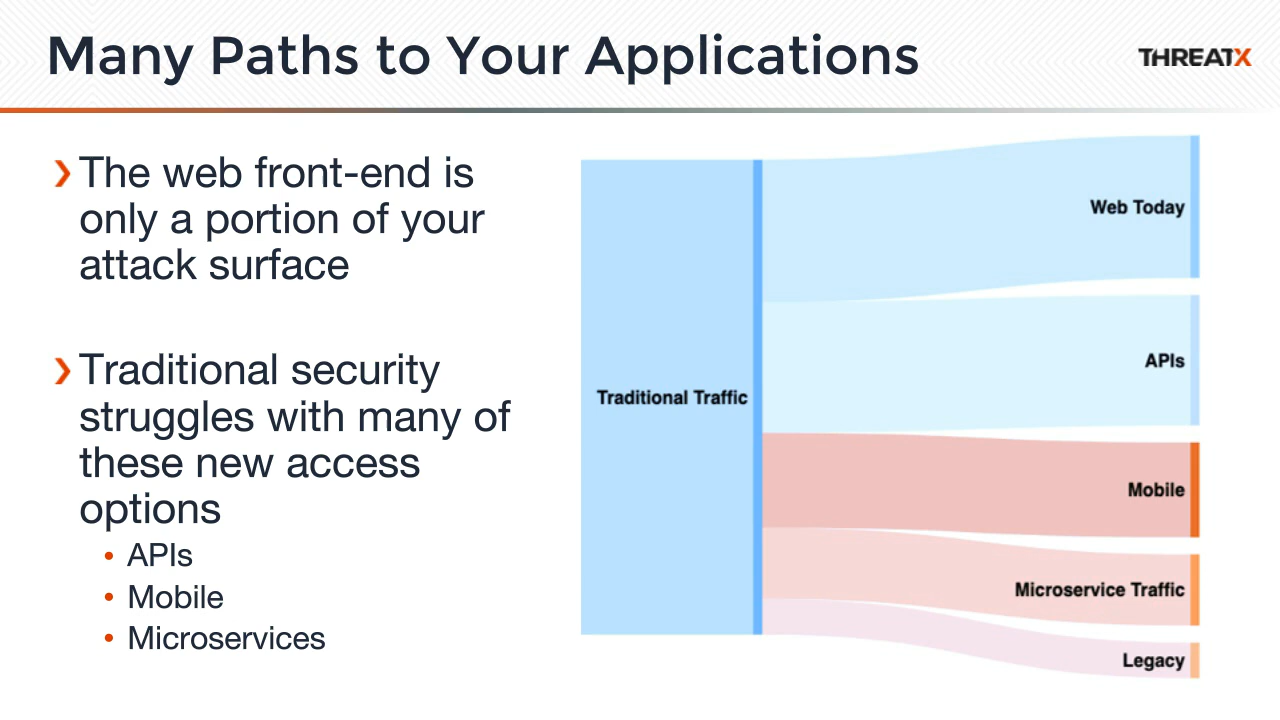 Many Paths to Your Applications
THREATX
The web front-end is
only a portion of your
attack surface
Traditional security
struggles with many of
these new access
options
• APIs
• Mobile
• Microservices
Traditional Traffic
Web Today
APIs
Mobile
Microservice Traffic
Legacy